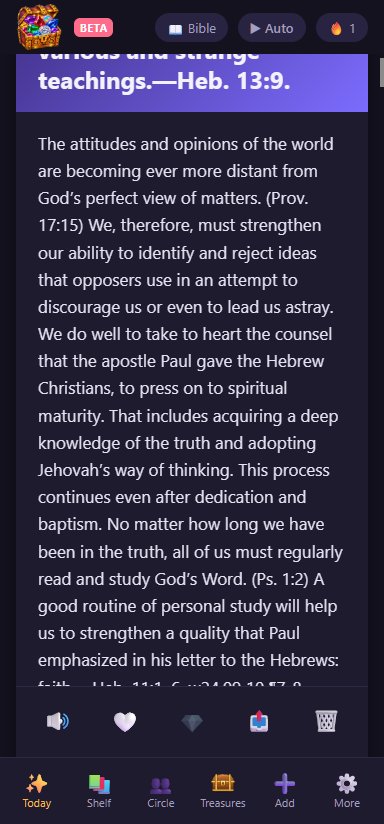 BETA
Bible
Auto
1
various and strange
teachings.—Heb. 13:9.
The attitudes and opinions of the world
are becoming ever more distant from
God’s perfect view of matters. (Prov.
17:15) We, therefore, must strengthen
our ability to identify and reject ideas
that opposers use in an attempt to
discourage us or even to lead us astray.
We do well to take to heart the counsel
that the apostle Paul gave the Hebrew
Christians, to press on to spiritual
maturity. That includes acquiring a deep
knowledge of the truth and adopting
Jehovah’s way of thinking. This process
continues even after dedication and
baptism. No matter how long we have
been in the truth, all of us must regularly
read and study God’s Word. (Ps. 1:2) A
good routine of personal study will help
us to strengthen a quality that Paul
emphasized in his letter to the Hebrews:
faith.—Heb. 11:1, 6.
Today
Shelf
Circle
Treasures
Add
More